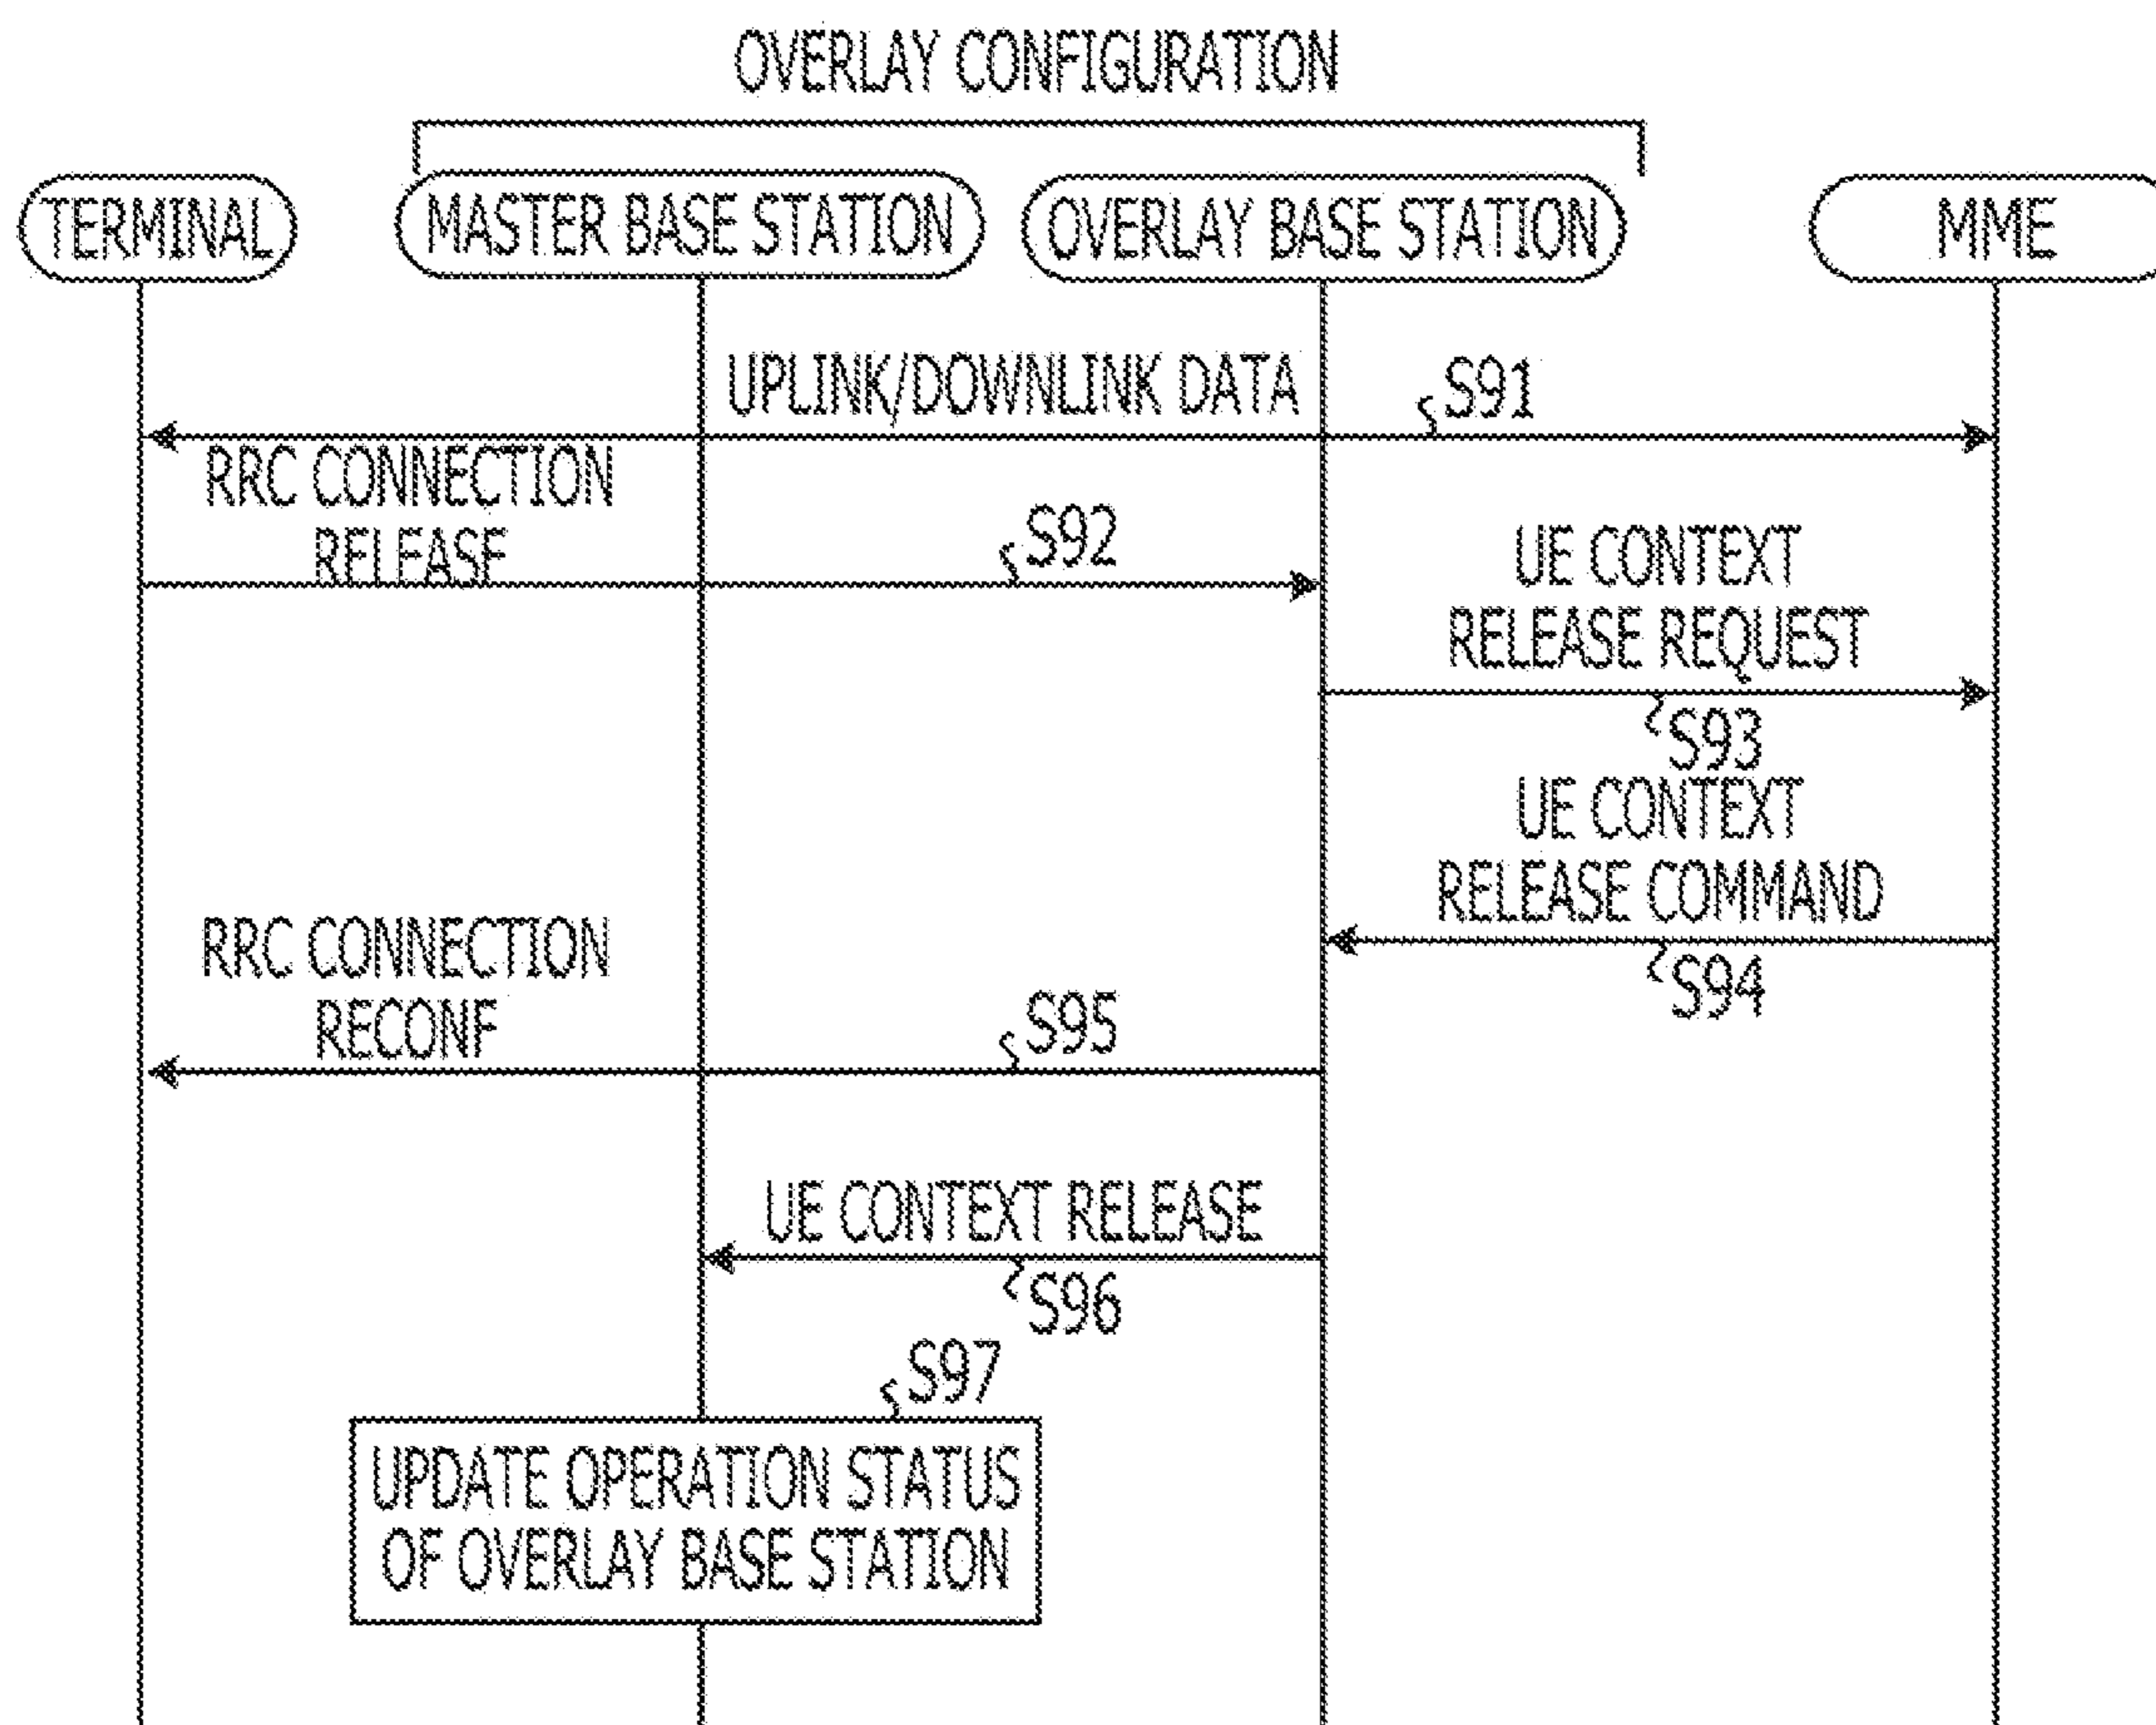 OVERLAY CONFIGURATION
TERMINAL
MASTER BASE STATION
OVERLAY BASE STATION
MME
UPLINK/DOWNLINK DATA
S91
RRC CONNECTION
RELEASE
S92
UE CONTEXT
RELEASE REQUEST
S93
UE CONTEXT
RELEASE COMMAND
S94
RRC CONNECTION
RECONF
S95
UE CONTEXT RELEASE
S96
S97
UPDATE OPERATION STATUS
OF OVERLAY BASE STATION